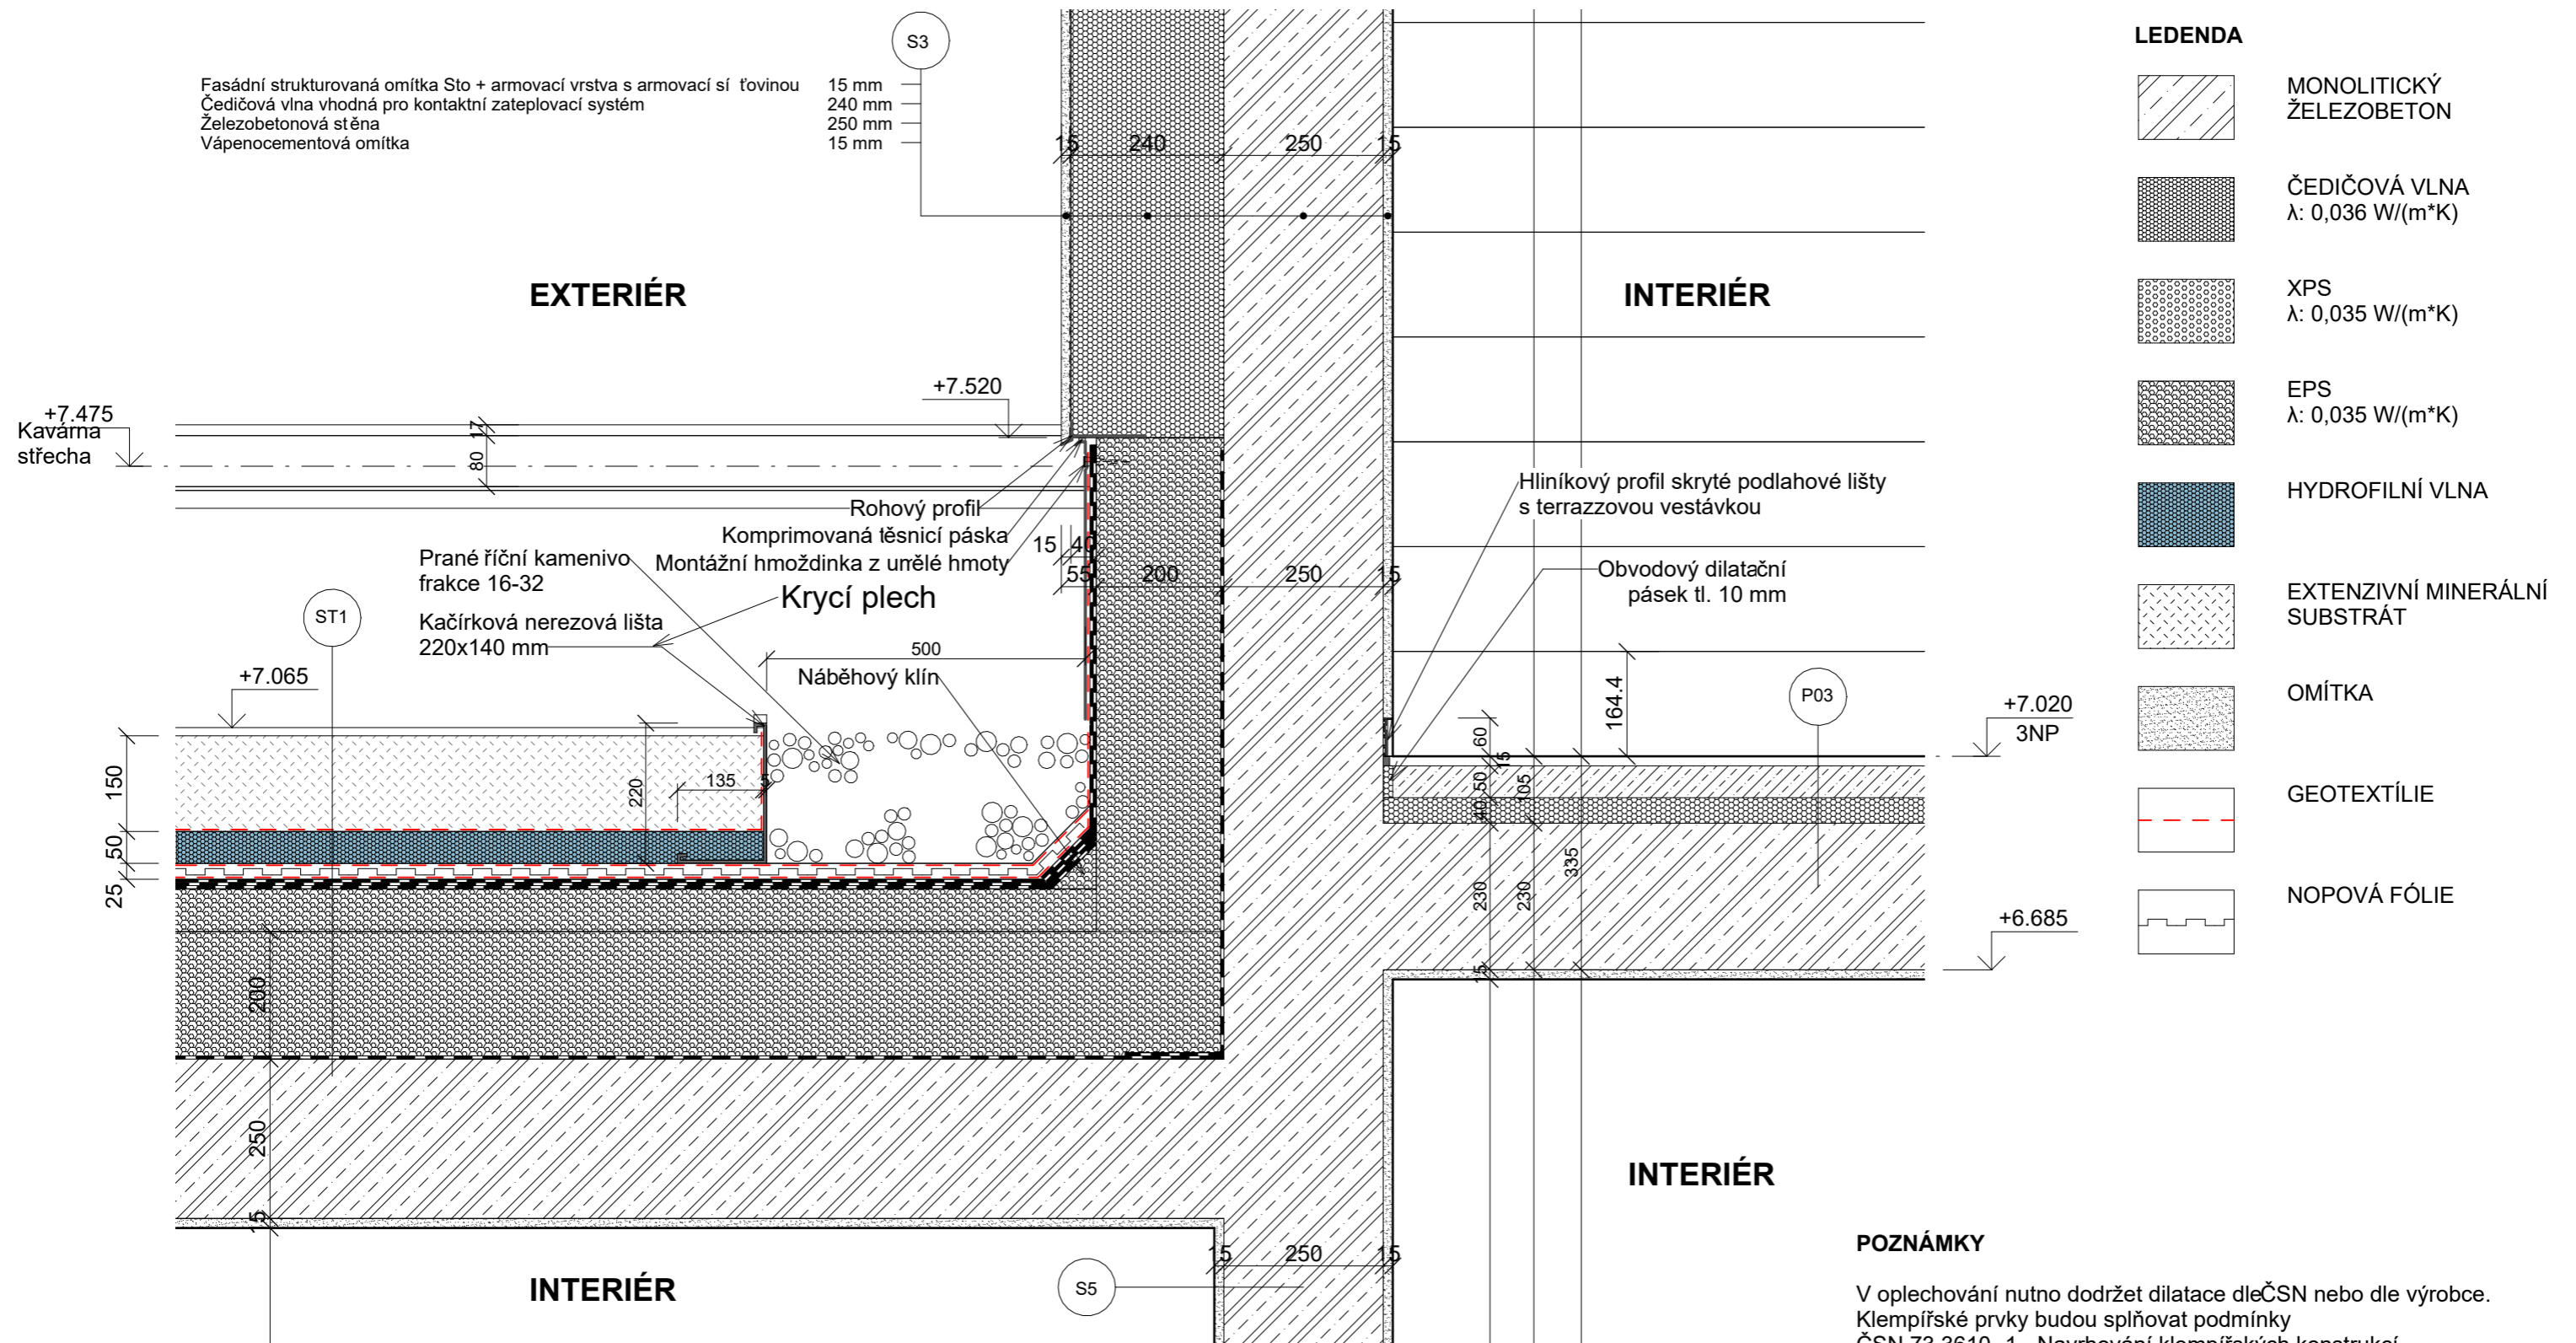 S3
Fasádní strukturovaná omítka Sto + armovací vrstva s armovací sí ťovinou 15 mm
Čedičová vlna vhodná pro kontaktní zateplovací systém 240 mm
Železobetonová stěna 250 mm
Vápenocementová omítka 15 mm
15 240 250 15
EXTERIÉR
INTERIÉR
+7.520
+7.475
Kavárna
střecha
17
80
Rohový profil
Komprimovaná těsnicí páska
Montážní hmoždinka z umělé hmoty
Krycí plech
Prané říční kamenivo
frakce 16-32
Kačírková nerezová lišta
220x140 mm
15 40
55 200 250 15
Hliníkový profil skryté podlahové lišty
s terrazzovou vestávkou
Obvodový dilatační
pásek tl. 10 mm
ST1
500
Náběhový klín
+7.065
164.4
P03
+7.020
3NP
150
50
25
220
135 5
60
15
50
40
105
230
230
335
15
+6.685
200
250
15
INTERIÉR
INTERIÉR
15 250 15
S5
LEDENDA
MONOLITICKÝ
ŽELEZOBETON
ČEDIČOVÁ VLNA
λ: 0,036 W/(m*K)
XPS
λ: 0,035 W/(m*K)
EPS
λ: 0,035 W/(m*K)
HYDROFILNÍ VLNA
EXTENZIVNÍ MINERÁLNÍ
SUBSTRÁT
OMÍTKA
GEOTEXTÍLIE
NOPOVÁ FÓLIE
POZNÁMKY
V oplechování nutno dodržet dilatace dleČSN nebo dle výrobce.
Klempířské prvky budou splňovat podmínky
ČSN 73 3610 -1 - Navrhování klempířských konstrukcí